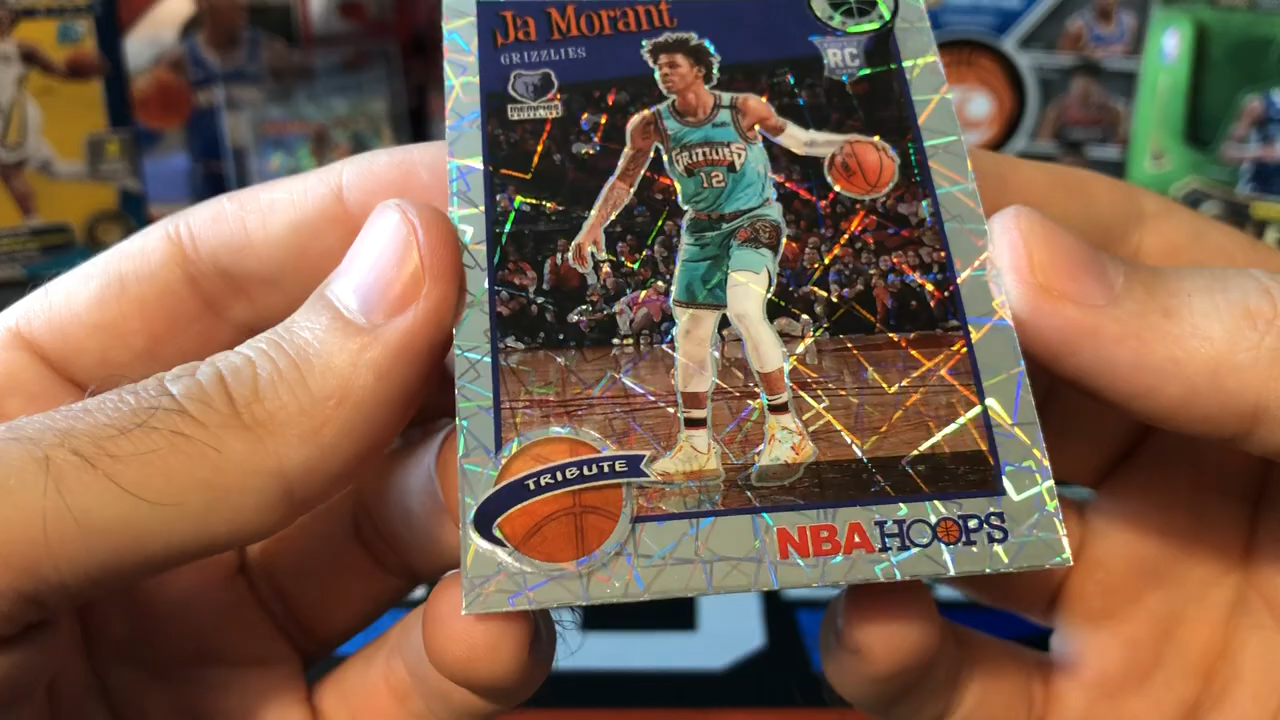 Ja Morant
GRIZZLIES
RC
MEMPHIS
GRIZZLIES
GRIZZLIES
12
TRIBUTE
NBA HOOPS